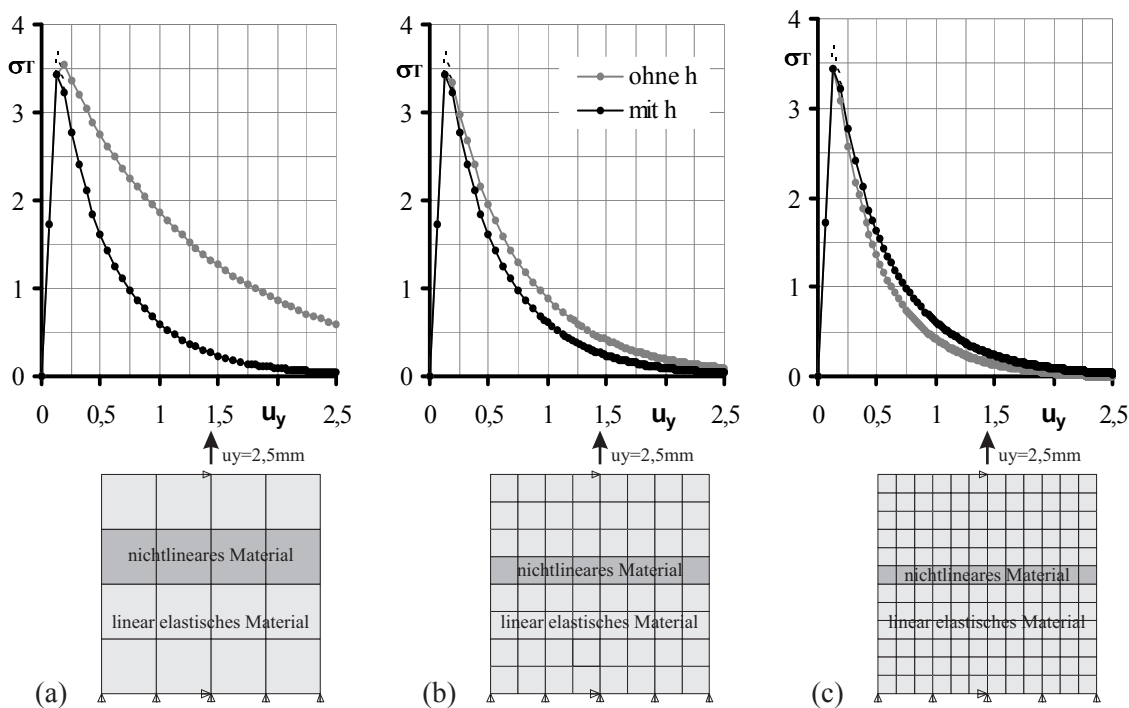 4
σT
3
2
1
0
0
0,5
1
1,5
uy
2,5
uy=2,5mm
nichtlineares Material
linear elastisches Material
(a)
4
σT
3
2
1
0
ohne h
mit h
0
0,5
1
1,5
uy
2,5
uy=2,5mm
nichtlineares Material
linear elastisches Material
(b)
4
σT
3
2
1
0
0
0,5
1
1,5
uy
2,5
uy=2,5mm
nichtlineares Material
linear elastisches Material
(c)